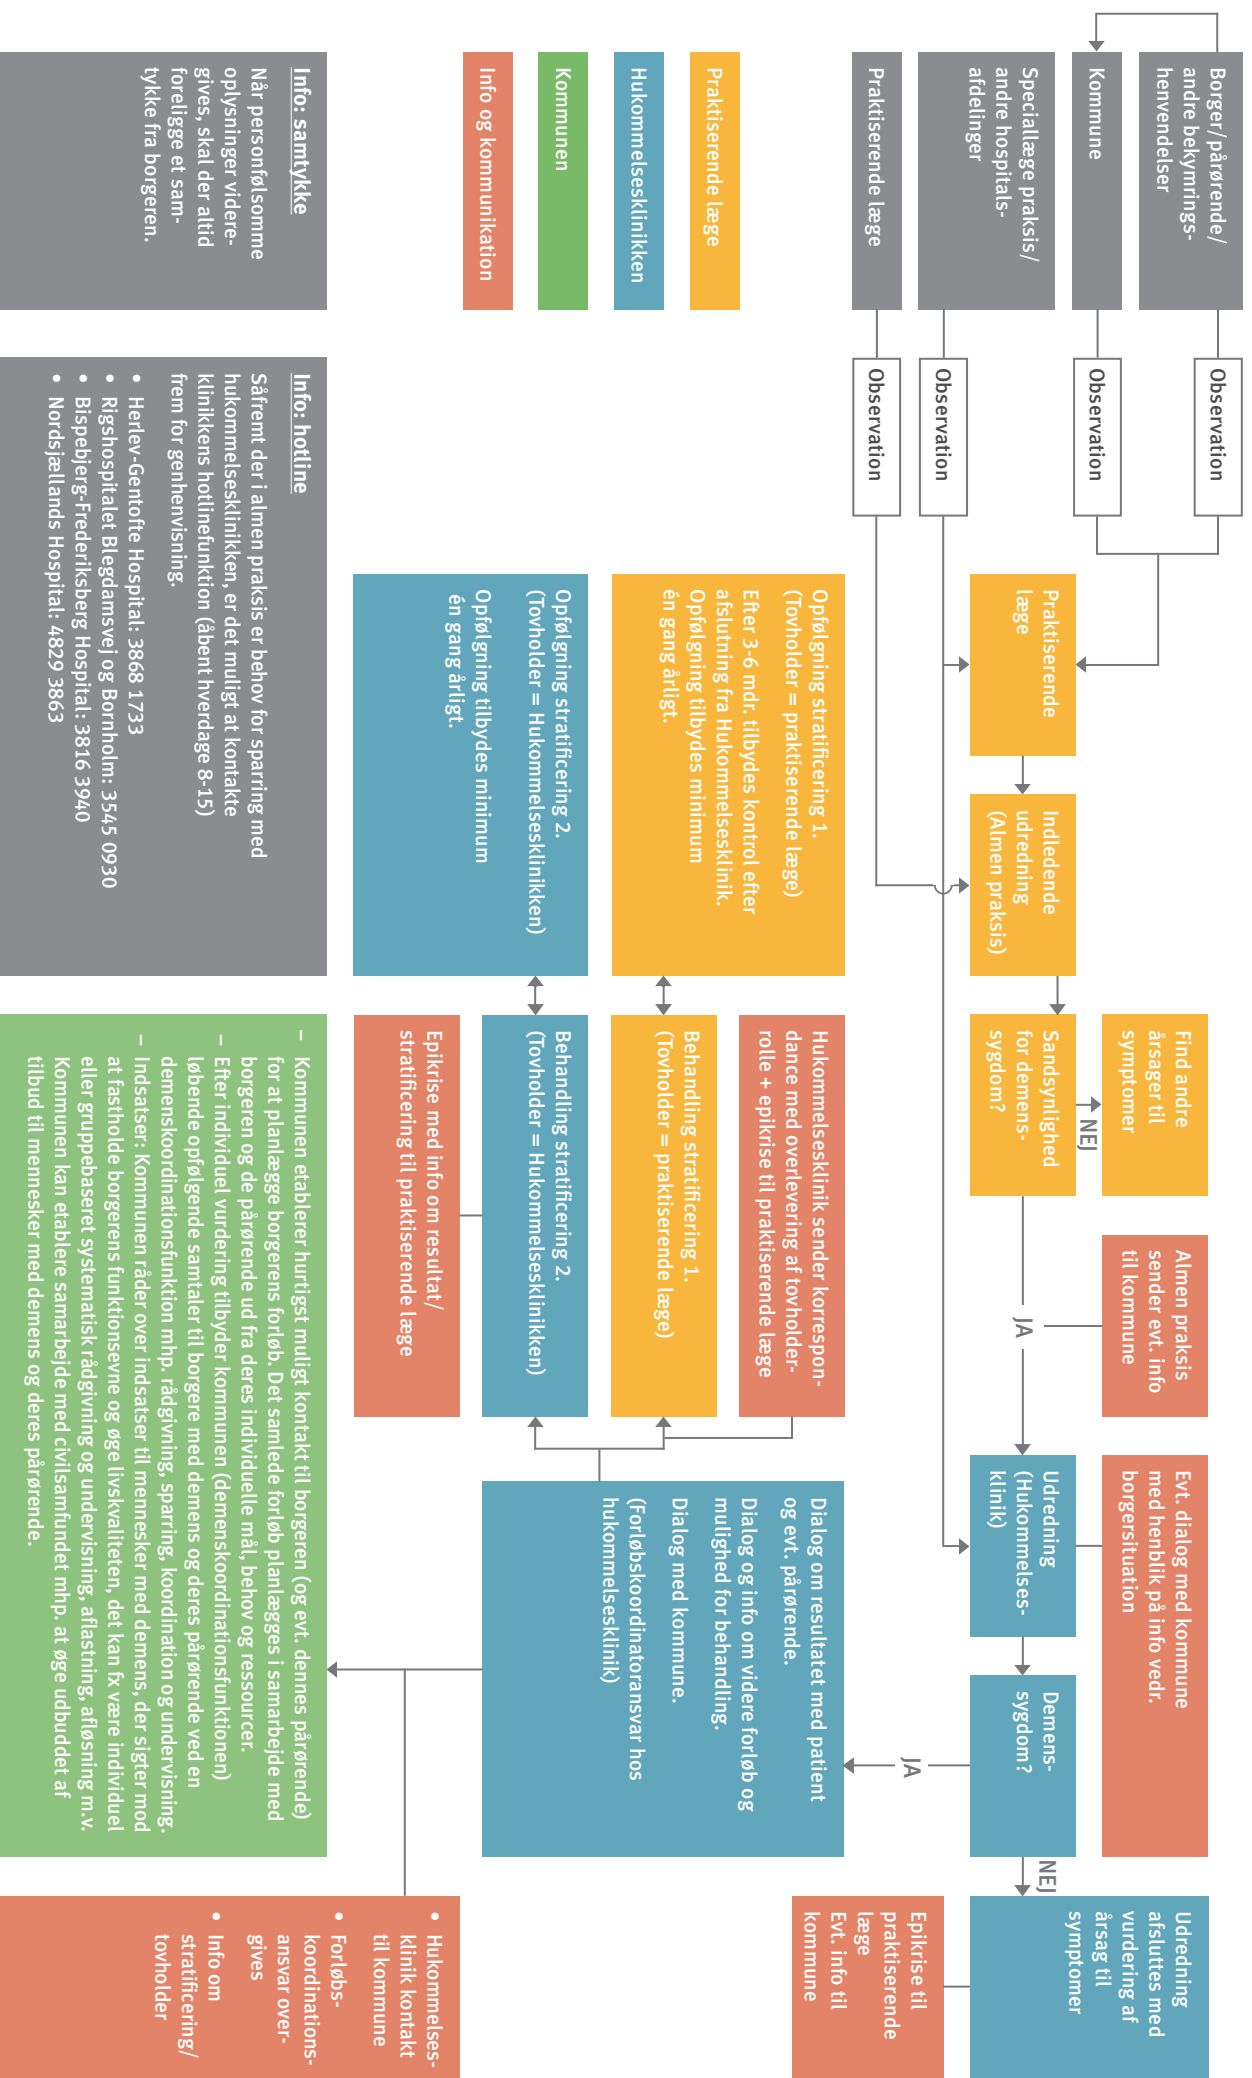 Borger/pårørende/
andre bekymrings-
henvendelser
Kommune
Speciallæge praksis/
andre hospitals-
afdelinger
Praktiserende læge
Observation
Observation
Observation
Observation
Praktiserende
læge
Indledende
udredning
(Almen praksis)
Find andre
årsager til
symptomer
NEJ
Sandsynlighed
for demens-
sygdom?
JA
Almen praksis
sender evt. info
til kommune
Evt. dialog med kommune
med henblik på info vedr.
borgersituation
Udredning
(Hukommelses-
klinik)
Demens-
sygdom?
NEJ
JA
Udredning
afsluttes med
vurdering af
årsag til
symptomer
Epikrise til
praktiserende
læge
Evt. info til
kommune
Praktiserende læge
Hukommelsesklinikken
Kommunen
Info og kommunikation
Opfølgning stratificering 1.
(Tovholder = praktiserende læge)
Efter 3-6 mdr. tilbydes kontrol efter
afslutning fra Hukommelsesklinik.
Opfølgning tilbydes minimum
én gang årligt.
Opfølgning stratificering 2.
(Tovholder = Hukommelsesklinikken)
Opfølgning tilbydes minimum
én gang årligt.
Hukommelsesklinik sender korrespon-
dance med overlevering af tovholder-
rolle + epikrise til praktiserende læge
Behandling stratificering 1.
(Tovholder = praktiserende læge)
Behandling stratificering 2.
(Tovholder = Hukommelsesklinikken)
Epikrise med info om resultat/
stratificering til praktiserende læge
Dialog om resultatet med patient
og evt. pårørende.
Dialog og info om videre forløb og
mulighed for behandling.
Dialog med kommune.
(Forløbskoordinatoransvar hos
hukommelsesklinik)
Info: samtykke
Når personfølsomme
oplysninger videre-
gives, skal der altid
foreligge et sam-
tykke fra borgeren.
Info: hotline
Såfremt der i almen praksis er behov for sparring med
hukommelsesklinikken, er det muligt at kontakte
klinikkens hotlinefunktion (åbent hverdage 8-15)
frem for genhenvisning.
• Herlev-Gentofte Hospital: 3868 1733
• Rigshospitalet Blegdamsvej og Bornholm: 3545 0930
• Bispebjerg-Frederiksberg Hospital: 3816 3940
• Nordsjællands Hospital: 4829 3863
– Kommunen etablerer hurtigst muligt kontakt til borgeren (og evt. dennes pårørende)
for at planlægge borgerens forløb. Det samlede forløb planlægges i samarbejde med
borgeren og de pårørende ud fra deres individuelle mål, behov og ressourcer.
– Efter individuel vurdering tilbyder kommunen (demenskoordinationsfunktionen)
løbende opfølgende samtaler til borgere med demens og deres pårørende ved en
demenskoordinationsfunktion mhp. rådgivning, sparring, koordination og undervisning.
– Indsatser: Kommunen råder over indsatser til mennesker med demens, der sigter mod
at fastholde borgerens funktionsevne og øge livskvaliteten, det kan fx være individuel
eller gruppebaseret systematisk rådgivning og undervisning, aflastning, afløsning m.v.
Kommunen kan etablere samarbejde med civilsamfundet mhp. at øge udbuddet af
tilbud til mennesker med demens og deres pårørende.
• Hukommelses-
klinik kontakt
til kommune
• Forløbs-
koordinations-
ansvar over-
gives
• Info om
stratificering/
tovholder